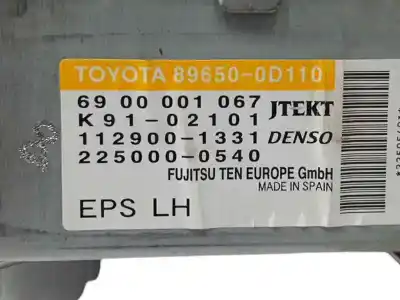 TOYOTA 89650-0D110
69 00 001 067 JTEKT
K 91-02101
112900-1331 DENSO
225000-0540
FUJITSU TEN EUROPE GmbH
MADE IN SPAIN
EPS LH